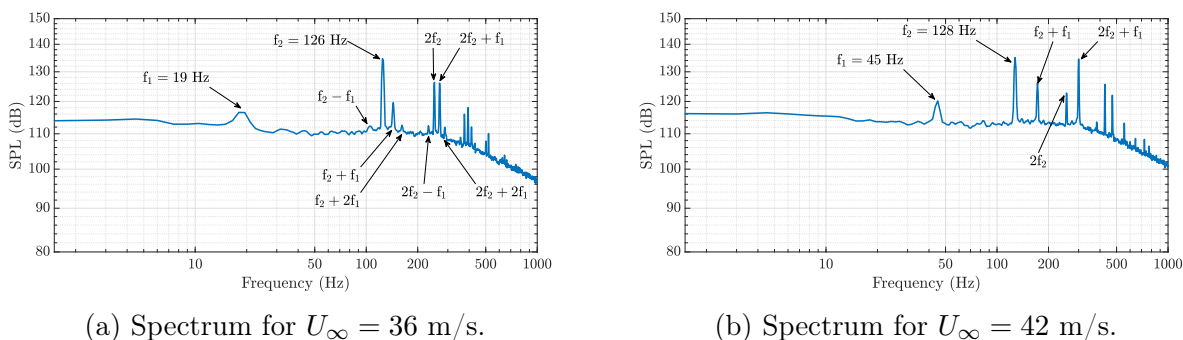 150
140
130
120
110
100
90
80
SPL (dB)
f₁ = 19 Hz
f₂ = 126 Hz
2f₂
2f₂ + f₁
f₂ − f₁
f₂ + f₁
f₂ + 2f₁
2f₂ − f₁
2f₂ + 2f₁
10 50 100 200 500 1000
Frequency (Hz)
(a) Spectrum for U∞ = 36 m/s.
150
140
130
120
110
100
90
80
SPL (dB)
f₁ = 45 Hz
f₂ = 128 Hz
f₂ + f₁
2f₂ + f₁
2f₂
10 50 100 200 500 1000
Frequency (Hz)
(b) Spectrum for U∞ = 42 m/s.